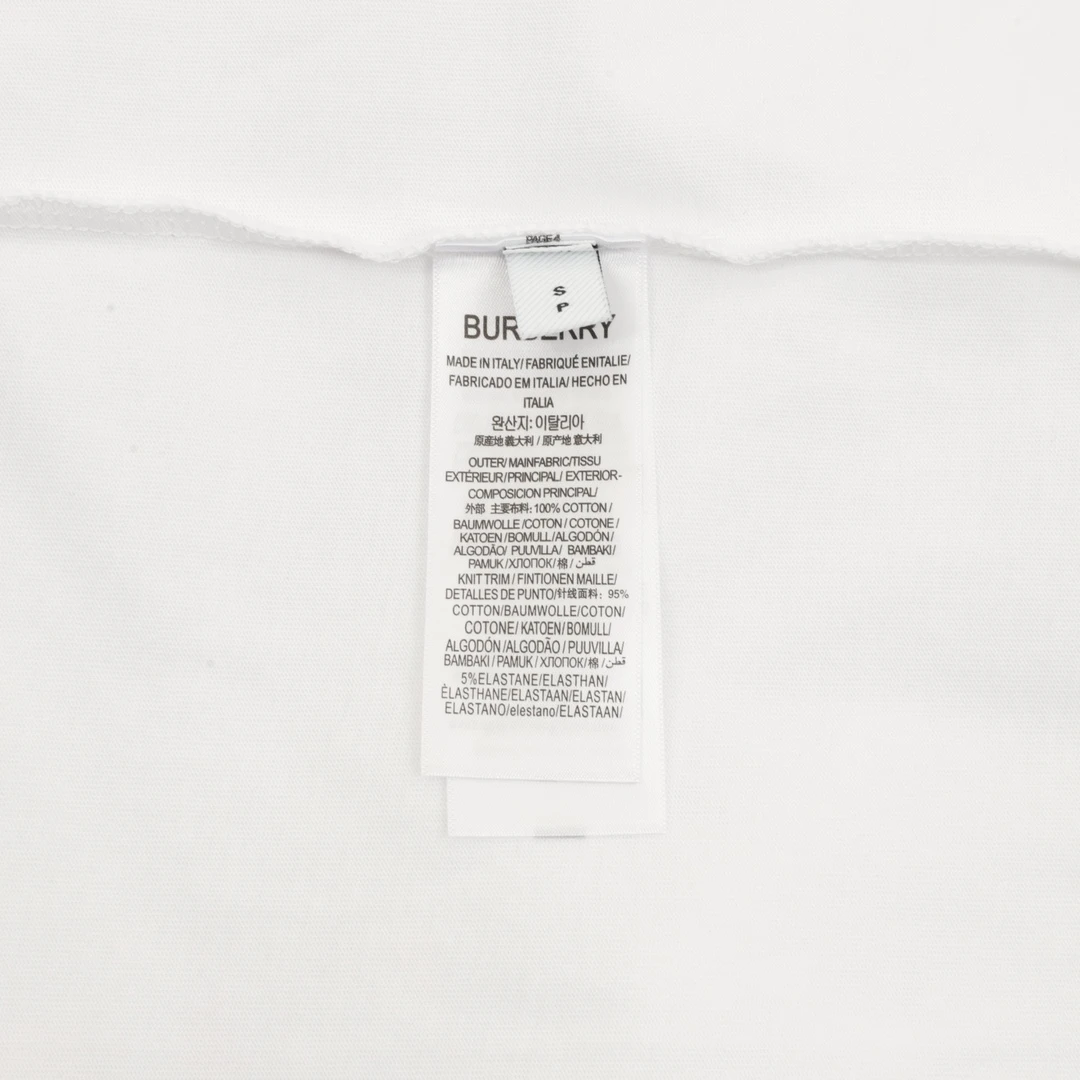 PAGE 4
S
P
BURBERRY
MADE IN ITALY/ FABRIQUÉ ENITALIE/
FABRICADO EM ITALIA/ HECHO EN
ITALIA
완산지: 이탈리아
原産地義大利 / 原产地 意大利
OUTER/ MAINFABRIC/TISSU
EXTÉRIEUR/PRINCIPAL/ EXTERIOR-
COMPOSICION PRINCIPAL/
外部 主要布料: 100% COTTON /
BAUMWOLLE /COTON / COTONE /
KATOEN /BOMULL/ALGODÓN /
ALGODÃO/ PUUVILLA/ BAMBAKI/
PAMUK /ХЛОПОК/ 棉 / قطن
KNIT TRIM / FINTIONEN MAILLE/
DETALLES DE PUNTO/针线面料: 95%
COTTON/BAUMWOLLE/COTON/
COTONE/ KATOEN/ BOMULL/
ALGODÓN /ALGODÃO / PUUVILLA/
BAMBAKI / PAMUK / ХЛОПОК/ 棉 / قطن
5%ELASTANE/ELASTHAN/
ÈLASTHANE/ELASTAAN/ELASTAN/
ELASTANO/elestano/ELASTAAN/